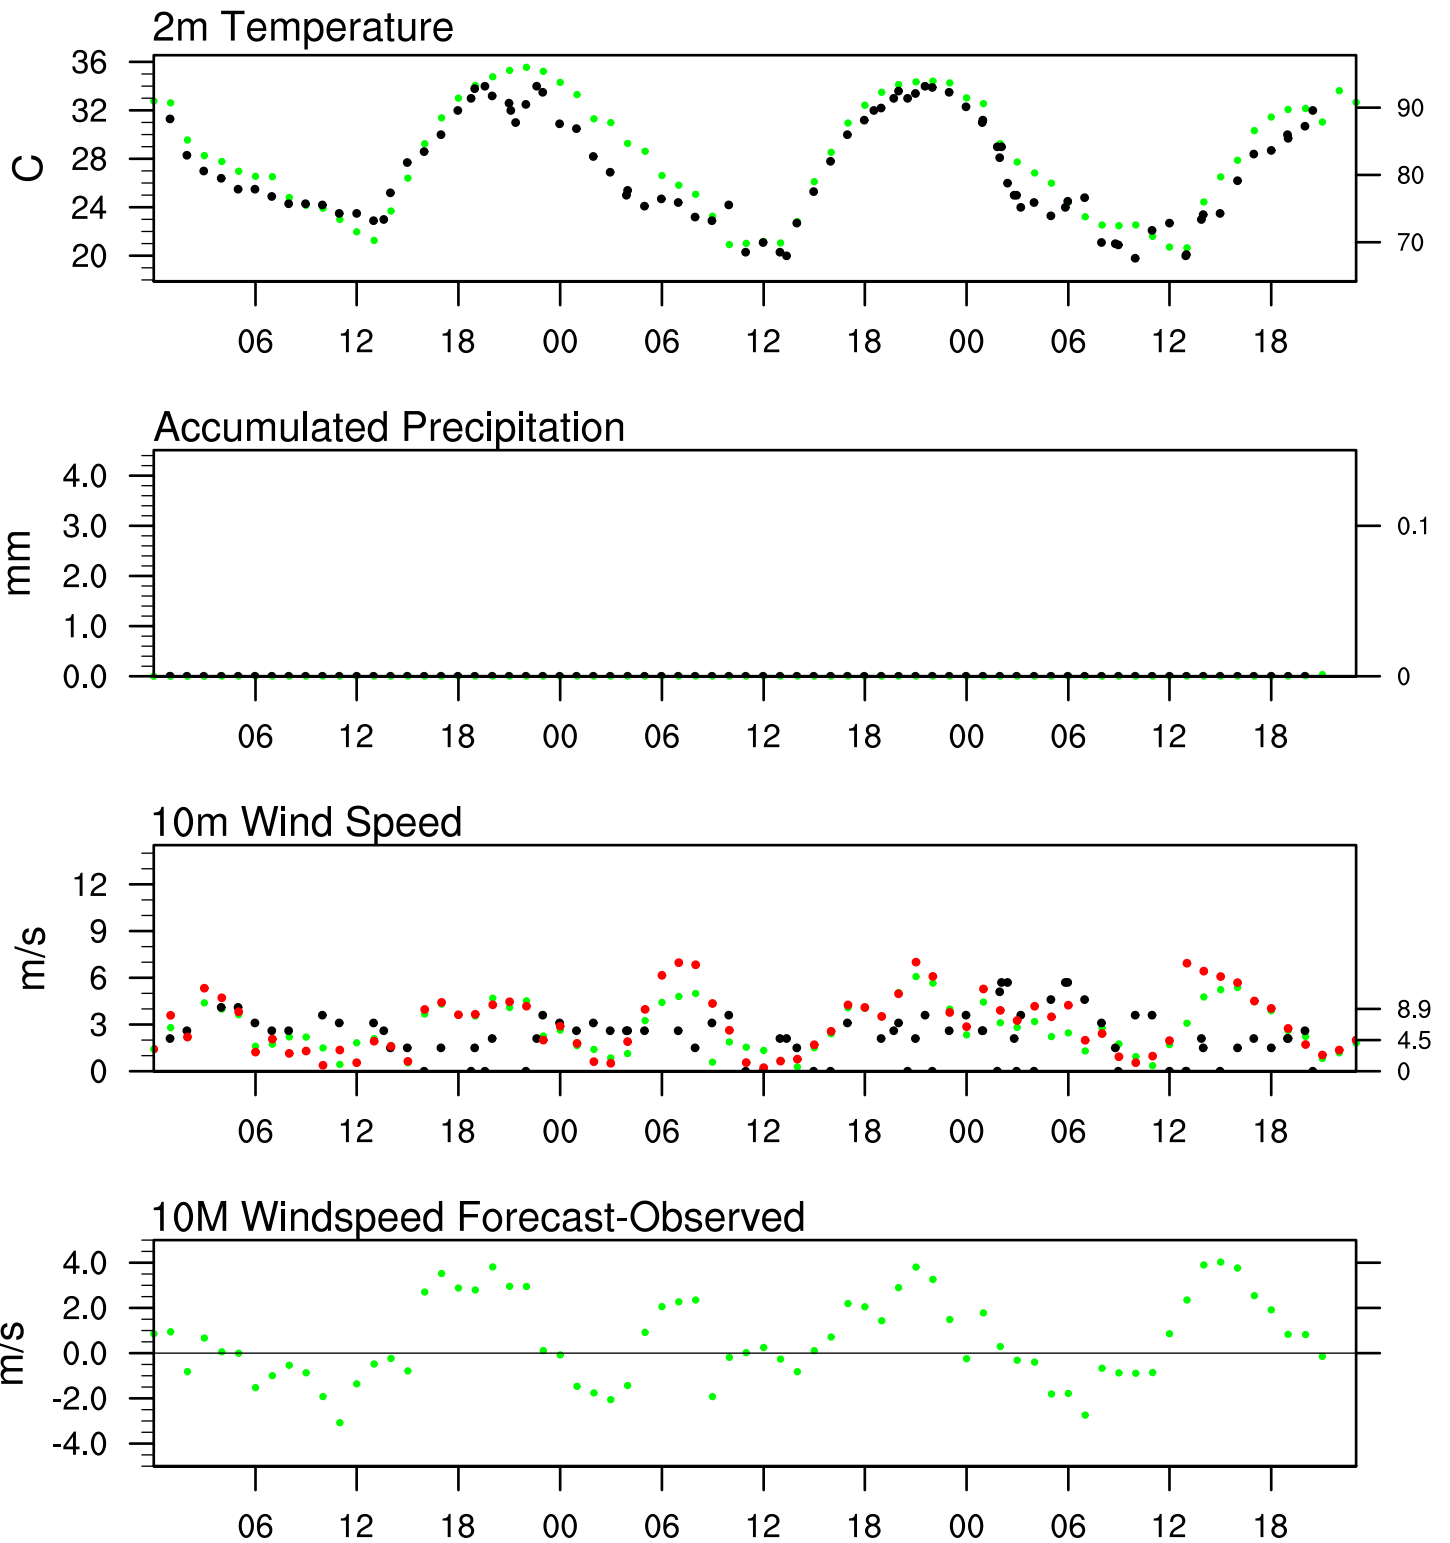 2m Temperature
36
32
28
24
20
C
90
80
70
06 12 18 00 06 12 18 00 06 12 18
Accumulated Precipitation
4.0
3.0
2.0
1.0
0.0
mm
0.1
0
06 12 18 00 06 12 18 00 06 12 18
10m Wind Speed
12
9
6
3
0
m/s
8.9
4.5
0
06 12 18 00 06 12 18 00 06 12 18
10M Windspeed Forecast-Observed
4.0
2.0
0.0
-2.0
-4.0
m/s
06 12 18 00 06 12 18 00 06 12 18